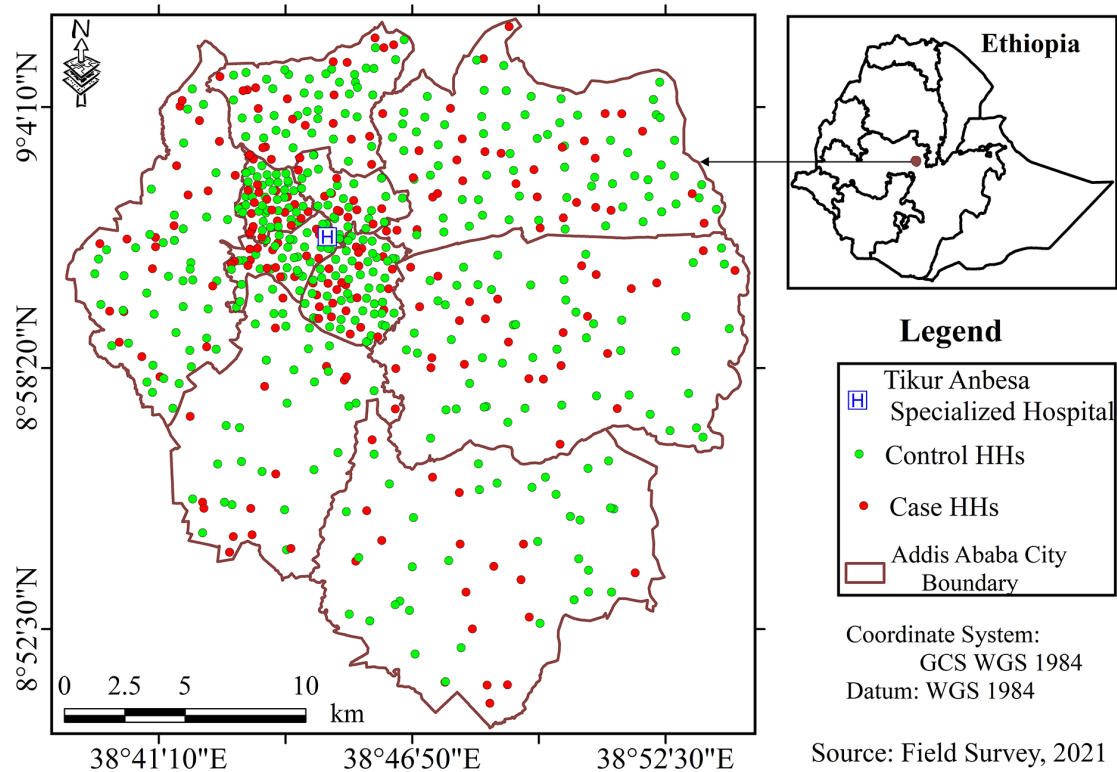 N
9°4'10"N
8°58'20"N
8°52'30"N
H
0 2.5 5 10
km
38°41'10"E 38°46'50"E 38°52'30"E
Ethiopia
Legend
H Tikur Anbesa
Specialized Hospital
Control HHs
Case HHs
Addis Ababa City
Boundary
Coordinate System:
GCS WGS 1984
Datum: WGS 1984
Source: Field Survey, 2021